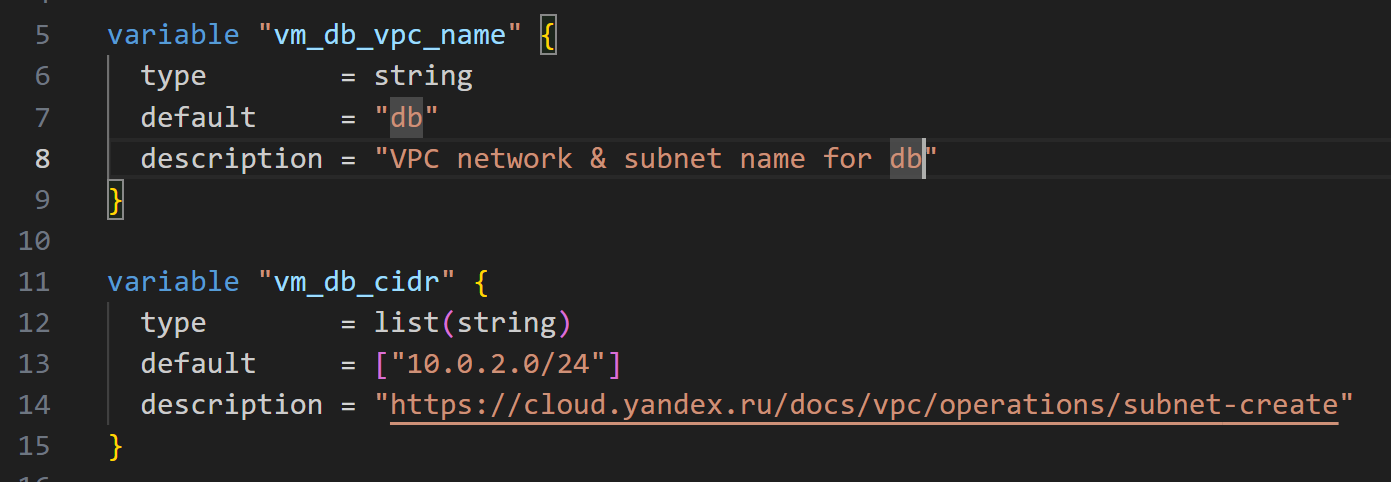 5 variable "vm_db_vpc_name" {
6 type = string
7 default = "db"
8 description = "VPC network & subnet name for db"
9 }
10
11 variable "vm_db_cidr" {
12 type = list(string)
13 default = ["10.0.2.0/24"]
14 description = "https://cloud.yandex.ru/docs/vpc/operations/subnet-create"
15 }